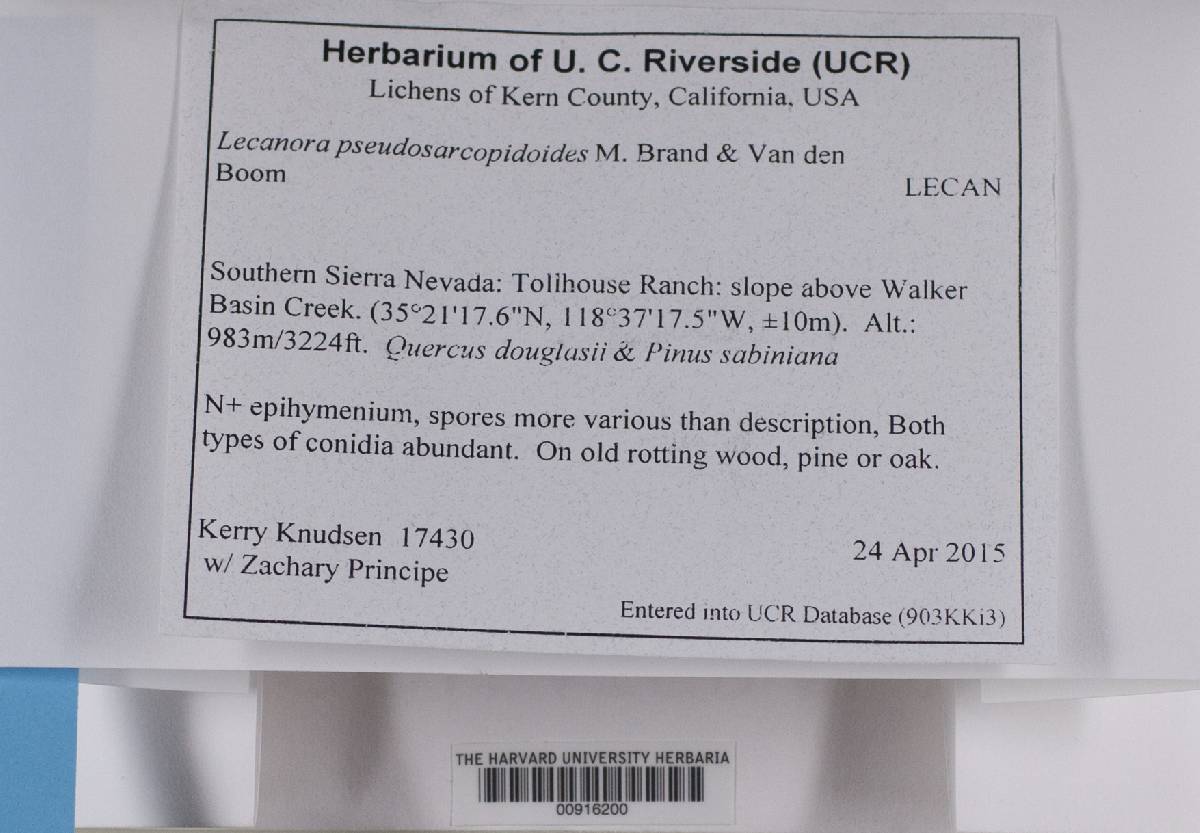 Herbarium of U. C. Riverside (UCR)
Lichens of Kern County, California, USA
Lecanora pseudosarcopidoides M. Brand & Van den
Boom
LECAN
Southern Sierra Nevada: Tollhouse Ranch: slope above Walker
Basin Creek. (35°21'17.6"N, 118°37'17.5"W, ±10m). Alt.:
983m/3224ft. Quercus douglasii & Pinus sabiniana
N+ epihymenium, spores more various than description, Both
types of conidia abundant. On old rotting wood, pine or oak.
Kerry Knudsen 17430
24 Apr 2015
w/ Zachary Principe
Entered into UCR Database (903KKi3)
THE HARVARD UNIVERSITY HERBARIA
00916200